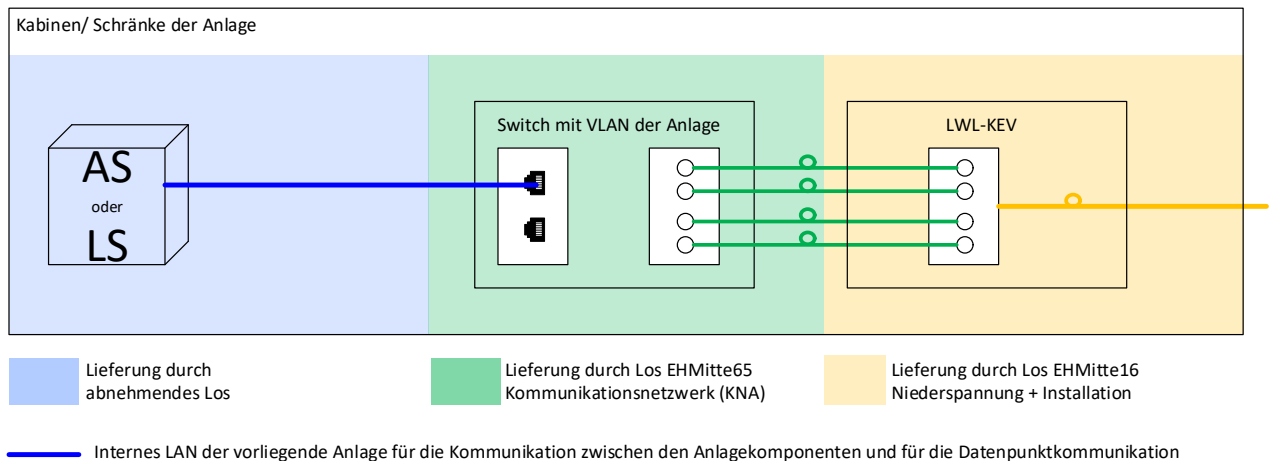 Kabinen/ Schränke der Anlage
Switch mit VLAN der Anlage
LWL-KEV
AS
oder
LS
Lieferung durch
abnehmendes Los
Lieferung durch Los EHMitte65
Kommunikationsnetzwerk (KNA)
Lieferung durch Los EHMitte16
Niederspannung + Installation
Internes LAN der vorliegende Anlage für die Kommunikation zwischen den Anlagekomponenten und für die Datenpunktkommunikation